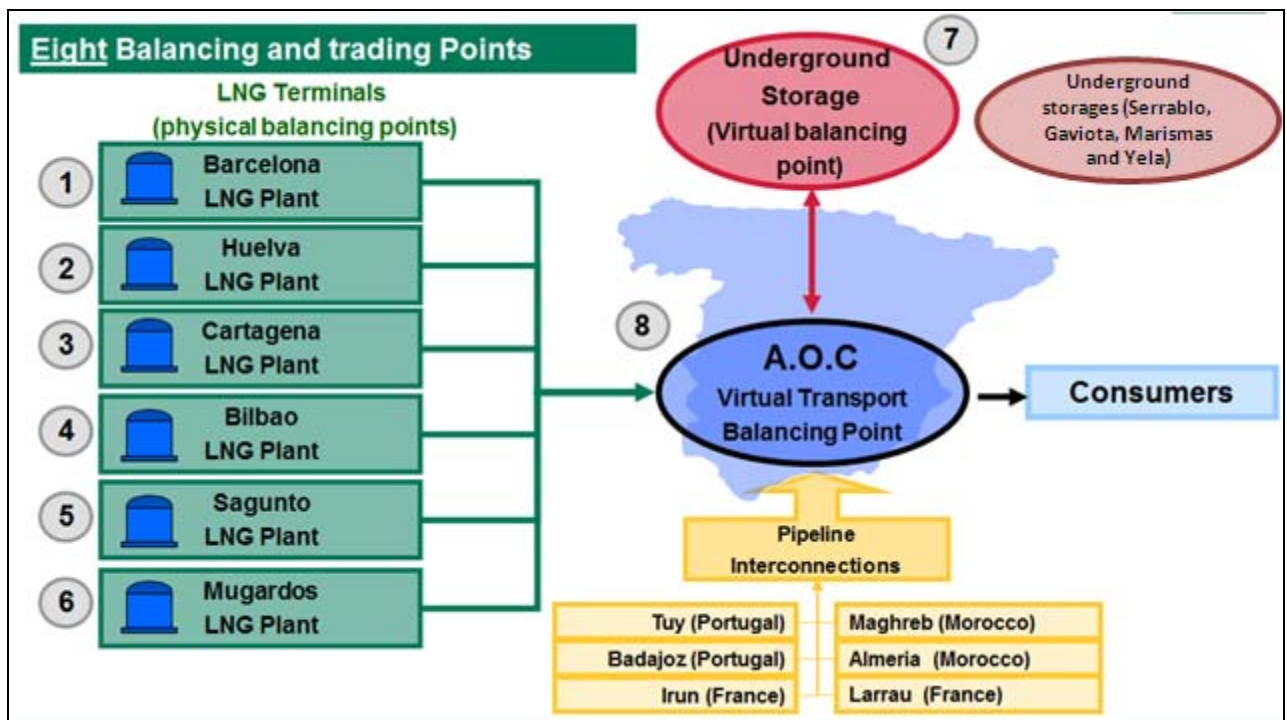 Eight Balancing and trading Points
LNG Terminals
(physical balancing points)
1
Barcelona
LNG Plant
2
Huelva
LNG Plant
3
Cartagena
LNG Plant
4
Bilbao
LNG Plant
5
Sagunto
LNG Plant
6
Mugardos
LNG Plant
7
Underground
Storage
(Virtual balancing
point)
Underground
storages (Serrablo,
Gaviota, Marismas
and Yela)
8
A.O.C
Virtual Transport
Balancing Point
Consumers
Pipeline
Interconnections
Tuy (Portugal)
Maghreb (Morocco)
Badajoz (Portugal)
Almeria (Morocco)
Irun (France)
Larrau (France)